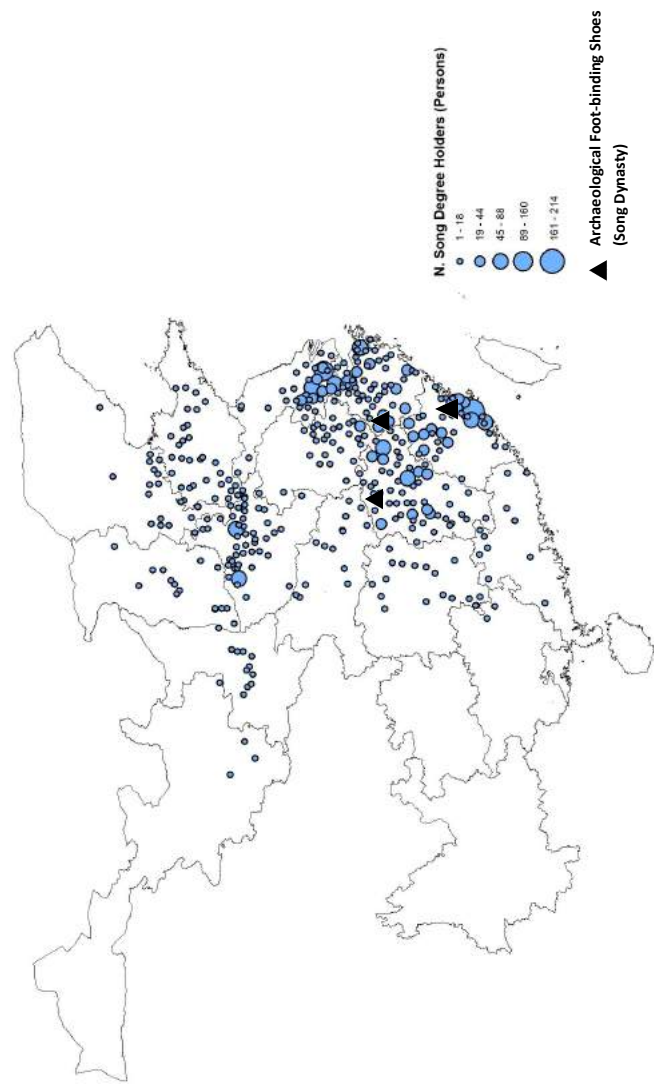 N. Song Degree Holders (Persons)
1 - 18
19 - 44
45 - 88
89 - 160
161 - 214
Archaeological Foot-binding Shoes
(Song Dynasty)